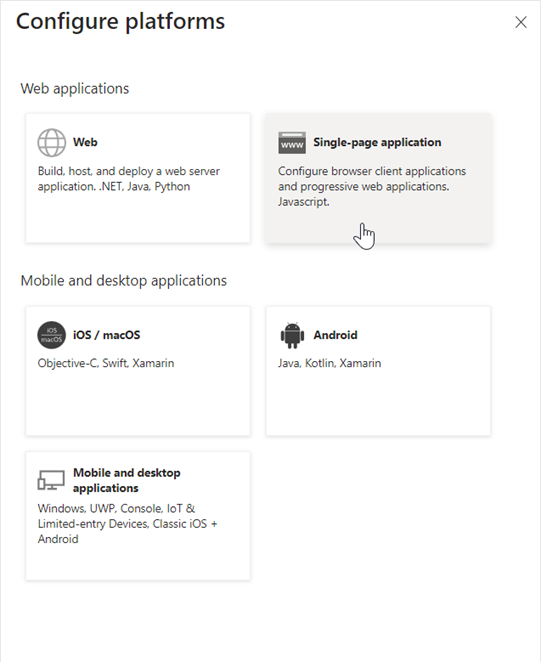 Configure platforms
Web applications
Web
Build, host, and deploy a web server
application. .NET, Java, Python
www
Single-page application
Configure browser client applications
and progressive web applications.
Javascript.
Mobile and desktop applications
iOS
macOS
iOS / macOS
Objective-C, Swift, Xamarin
Android
Java, Kotlin, Xamarin
Mobile and desktop
applications
Windows, UWP, Console, IoT &
Limited-entry Devices, Classic iOS +
Android